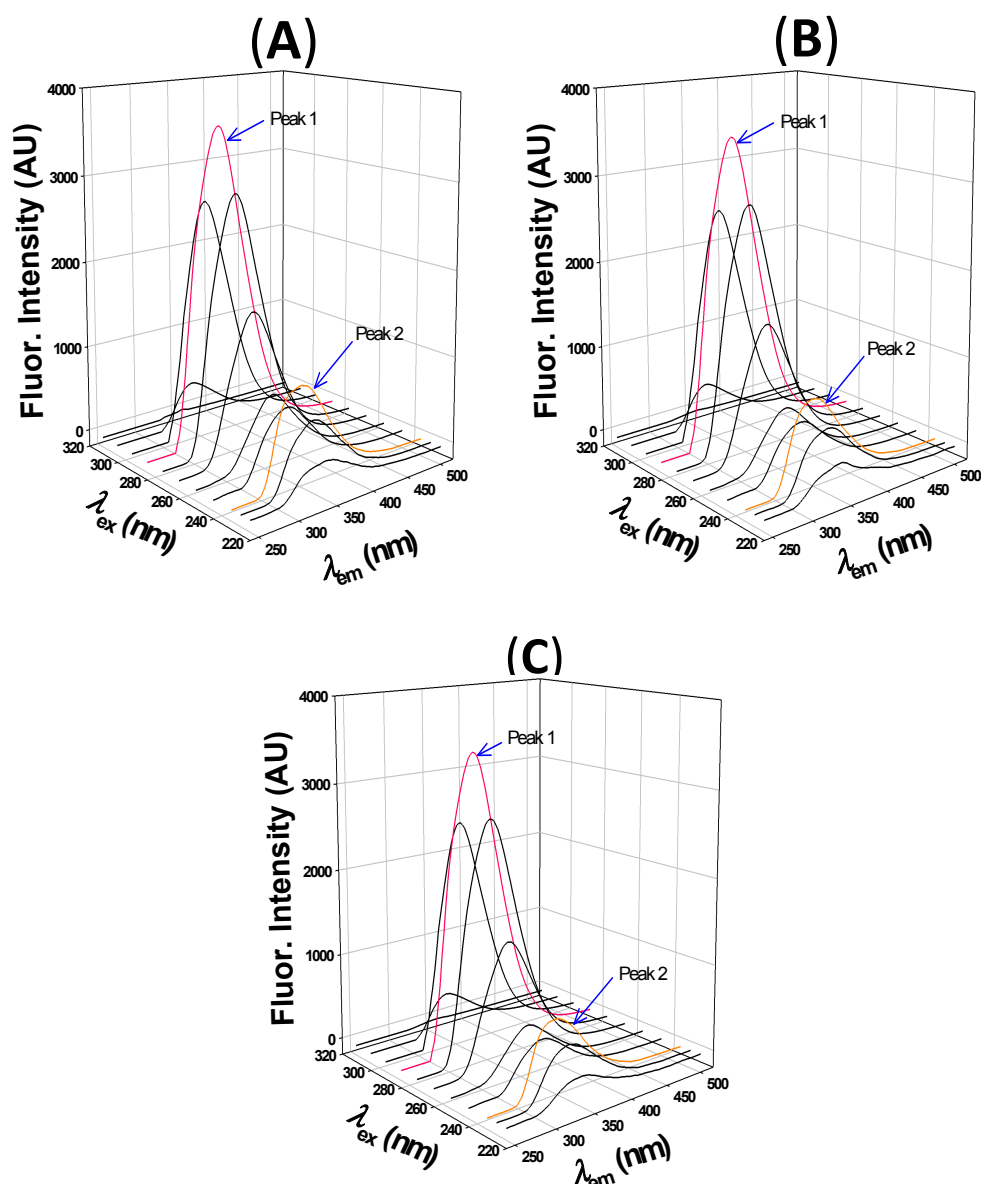 (A)
Fluor. Intensity (AU)
4000
3000
2000
1000
0
Peak 1
Peak 2
320
300
280
260
240
220
λex (nm)
250
300
350
400
450
500
λem (nm)
(B)
Fluor. Intensity (AU)
4000
3000
2000
1000
0
Peak 1
Peak 2
320
300
280
260
240
220
λex (nm)
250
300
350
400
450
500
λem (nm)
(C)
Fluor. Intensity (AU)
4000
3000
2000
1000
0
Peak 1
Peak 2
320
300
280
260
240
220
λex (nm)
250
300
350
400
450
500
λem (nm)